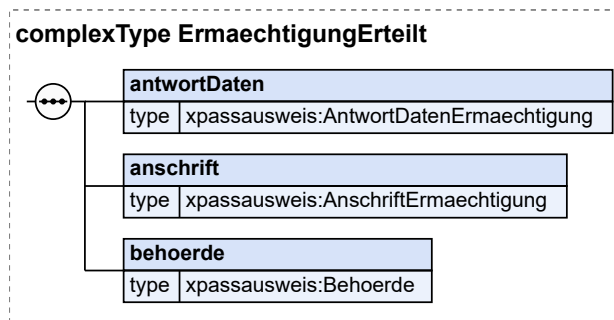 complexType ErmaechtigungErteilt
antwortDaten
type xpassausweis:AntwortDatenErmaechtigung
anschrift
type xpassausweis:AnschriftErmaechtigung
behoerde
type xpassausweis:Behoerde